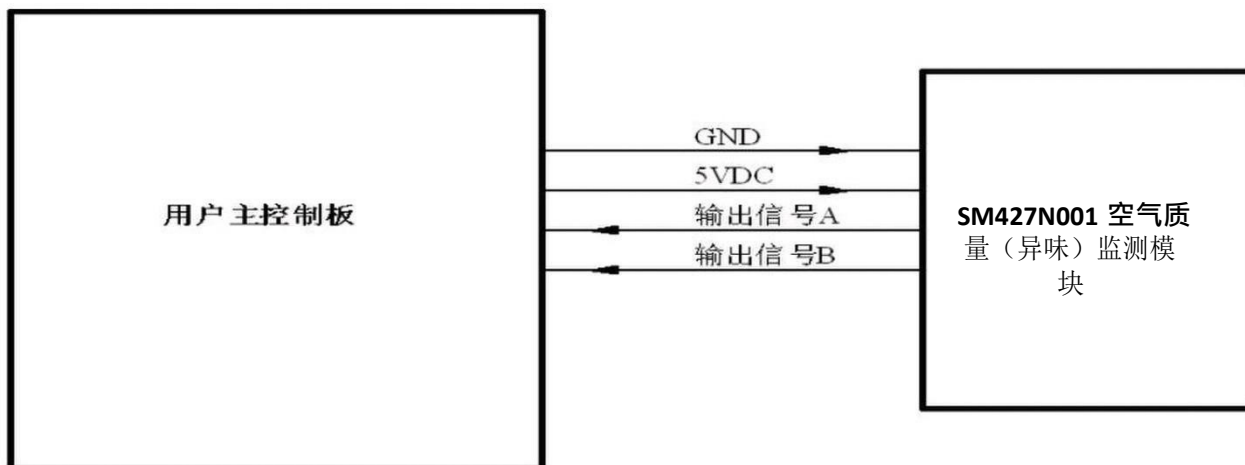 GND
5VDC
用户主控制板
输出信号A
输出信号B
SM427N001 空气质
量（异味）监测模
块